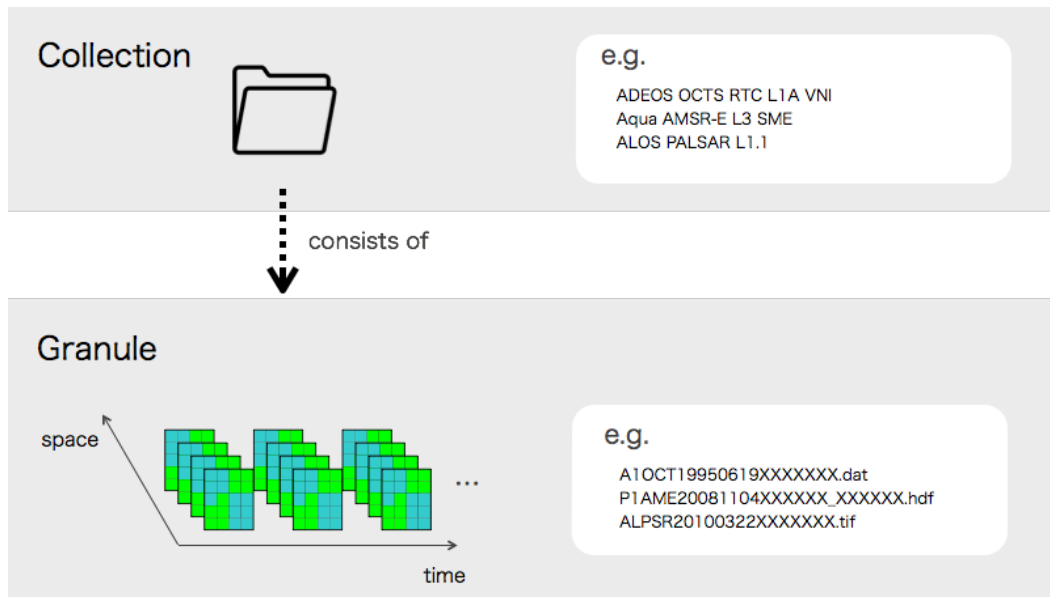 Collection
e.g.
ADEOS OCTS RTC L1A VNI
Aqua AMSR-E L3 SME
ALOS PALSAR L1.1
consists of
Granule
space
...
time
e.g.
A1OCT19950619XXXXXXX.dat
P1AME20081104XXXXXX_XXXXXX.hdf
ALPSR20100322XXXXXXX.tif